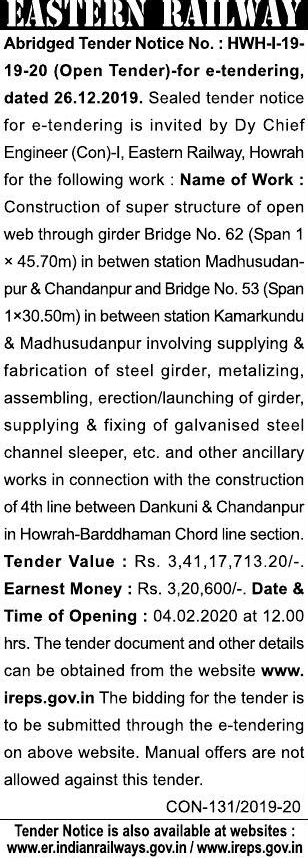 EASTERN RAILWAY
Abridged Tender Notice No. : HWH-I-19-
19-20 (Open Tender)-for e-tendering,
dated 26.12.2019. Sealed tender notice
for e-tendering is invited by Dy Chief
Engineer (Con)-I, Eastern Railway, Howrah
for the following work : Name of Work :
Construction of super structure of open
web through girder Bridge No. 62 (Span 1
× 45.70m) in betwen station Madhusudan-
pur & Chandanpur and Bridge No. 53 (Span
1×30.50m) in between station Kamarkundu
& Madhusudanpur involving supplying &
fabrication of steel girder, metalizing,
assembling, erection/launching of girder,
supplying & fixing of galvanised steel
channel sleeper, etc. and other ancillary
works in connection with the construction
of 4th line between Dankuni & Chandanpur
in Howrah-Barddhaman Chord line section.
Tender Value : Rs. 3,41,17,713.20/-.
Earnest Money : Rs. 3,20,600/-. Date &
Time of Opening : 04.02.2020 at 12.00
hrs. The tender document and other details
can be obtained from the website www.
ireps.gov.in The bidding for the tender is
to be submitted through the e-tendering
on above website. Manual offers are not
allowed against this tender.
CON-131/2019-20
Tender Notice is also available at websites :
www.er.indianrailways.gov.in / www.ireps.gov.in